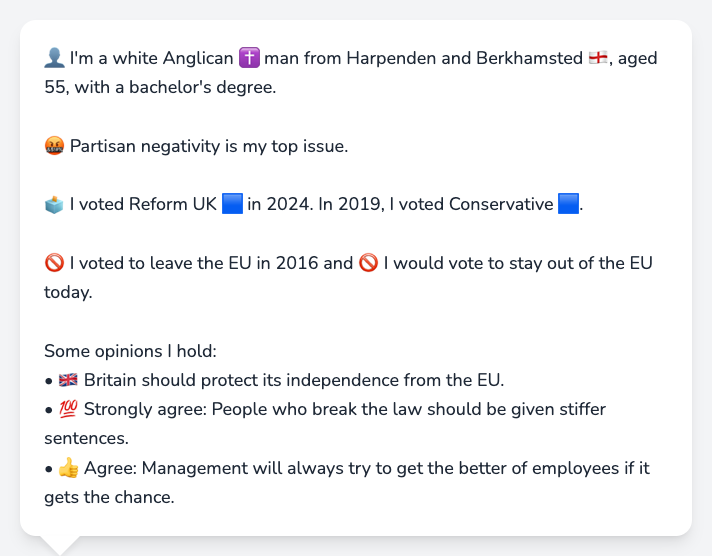 👤 I'm a white Anglican ✝️ man from Harpenden and Berkhamsted 🏴󠁧󠁢󠁥󠁮󠁧󠁿, aged
55, with a bachelor's degree.
🤬 Partisan negativity is my top issue.
🗳️ I voted Reform UK 🟦 in 2024. In 2019, I voted Conservative 🟦.
🚫 I voted to leave the EU in 2016 and 🚫 I would vote to stay out of the EU
today.
Some opinions I hold:
• 🇬🇧 Britain should protect its independence from the EU.
• 💯 Strongly agree: People who break the law should be given stiffer
sentences.
• 👍 Agree: Management will always try to get the better of employees if it
gets the chance.